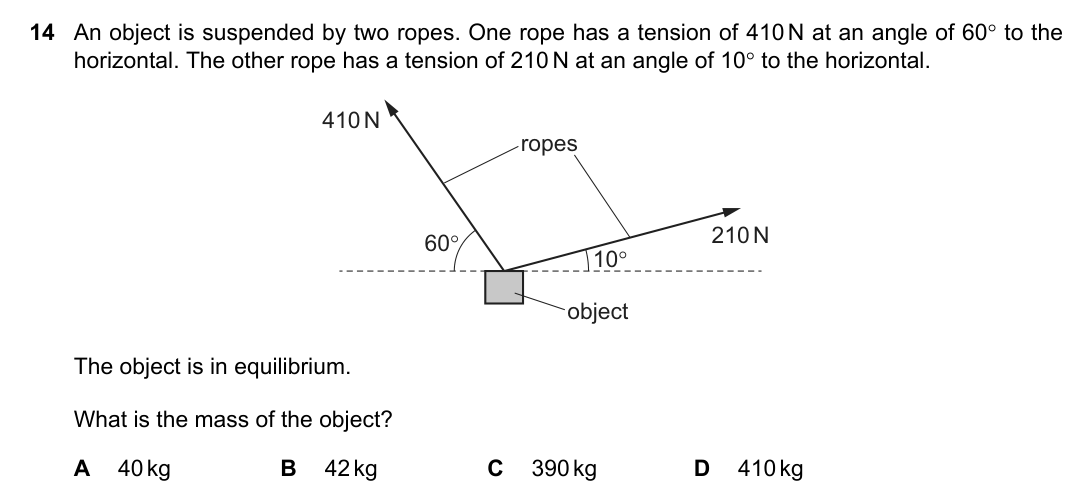 14 An object is suspended by two ropes. One rope has a tension of 410 N at an angle of 60° to the
horizontal. The other rope has a tension of 210 N at an angle of 10° to the horizontal.
410 N
ropes
60°
210 N
10°
object
The object is in equilibrium.
What is the mass of the object?
A 40 kg B 42 kg C 390 kg D 410 kg